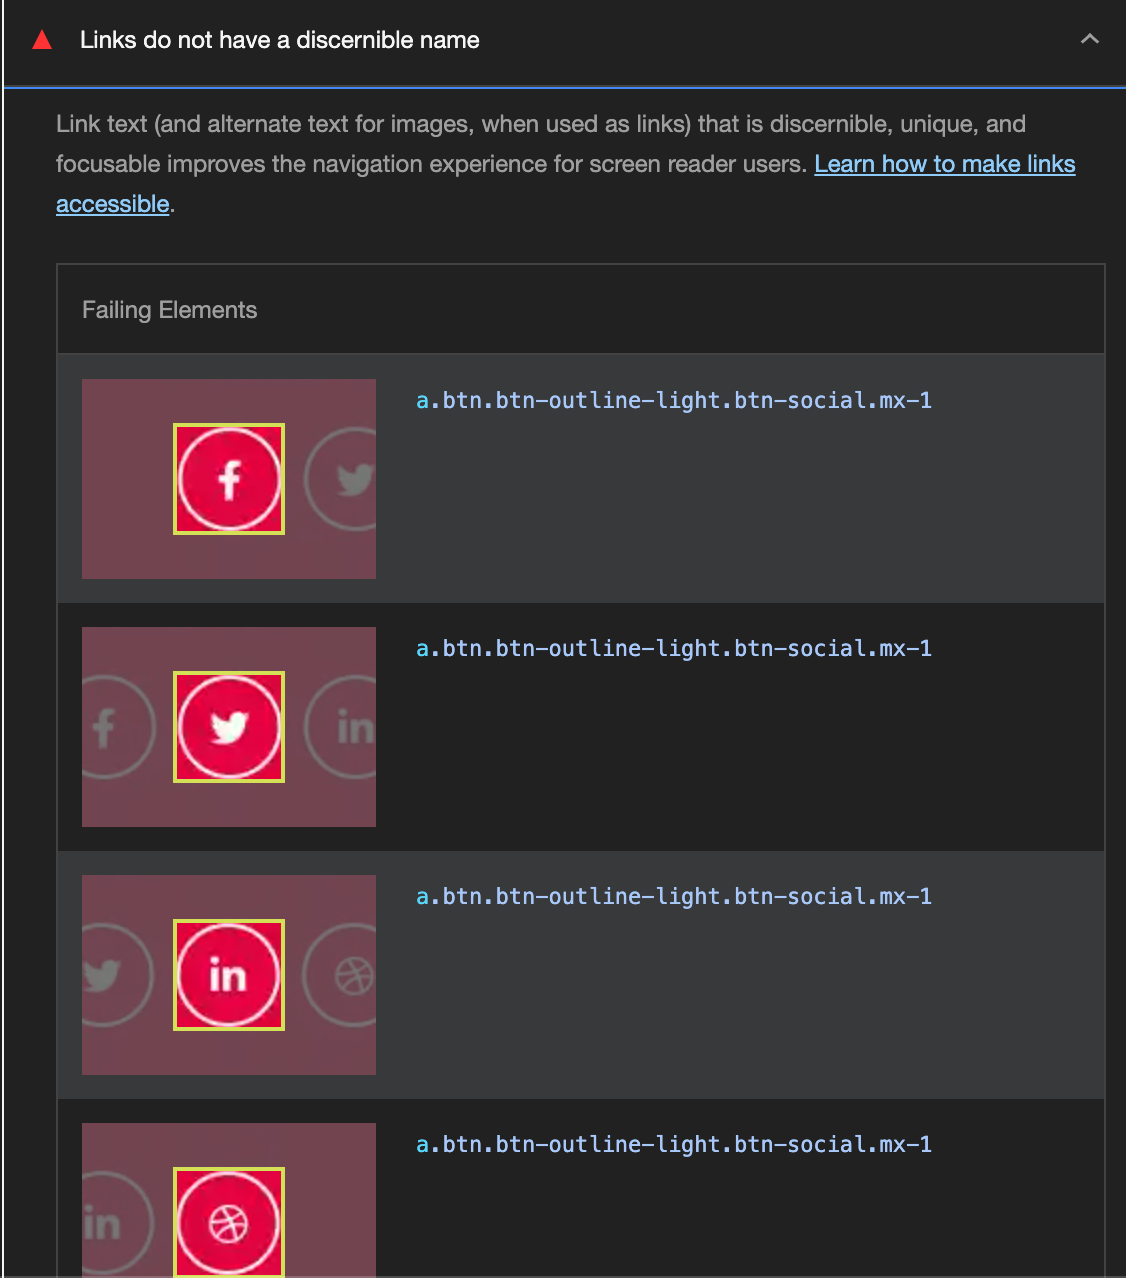 Links do not have a discernible name
Link text (and alternate text for images, when used as links) that is discernible, unique, and
focusable improves the navigation experience for screen reader users. Learn how to make links
accessible.
Failing Elements
a.btn.btn-outline-light.btn-social.mx-1
f
a.btn.btn-outline-light.btn-social.mx-1
f
in
a.btn.btn-outline-light.btn-social.mx-1
in
a.btn.btn-outline-light.btn-social.mx-1
in